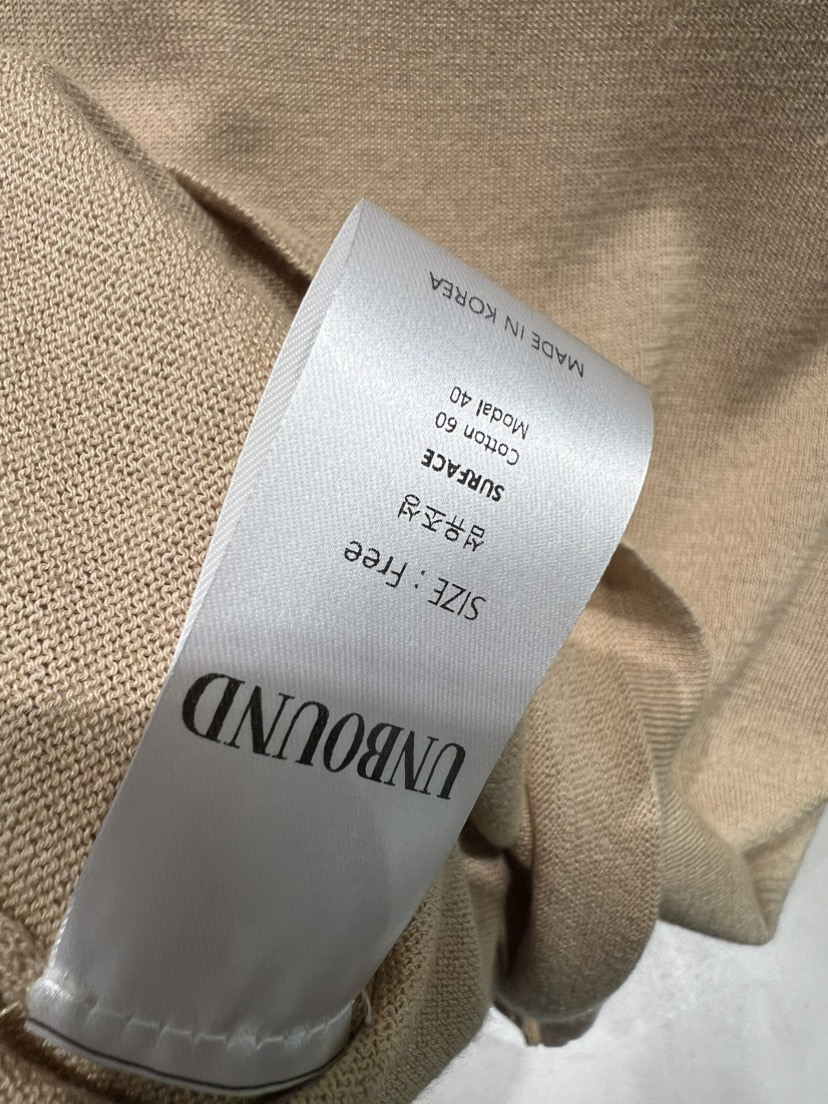 UNBOUND
SIZE : Free
섬유조성
SURFACE
Cotton 60
Modal 40
MADE IN KOREA